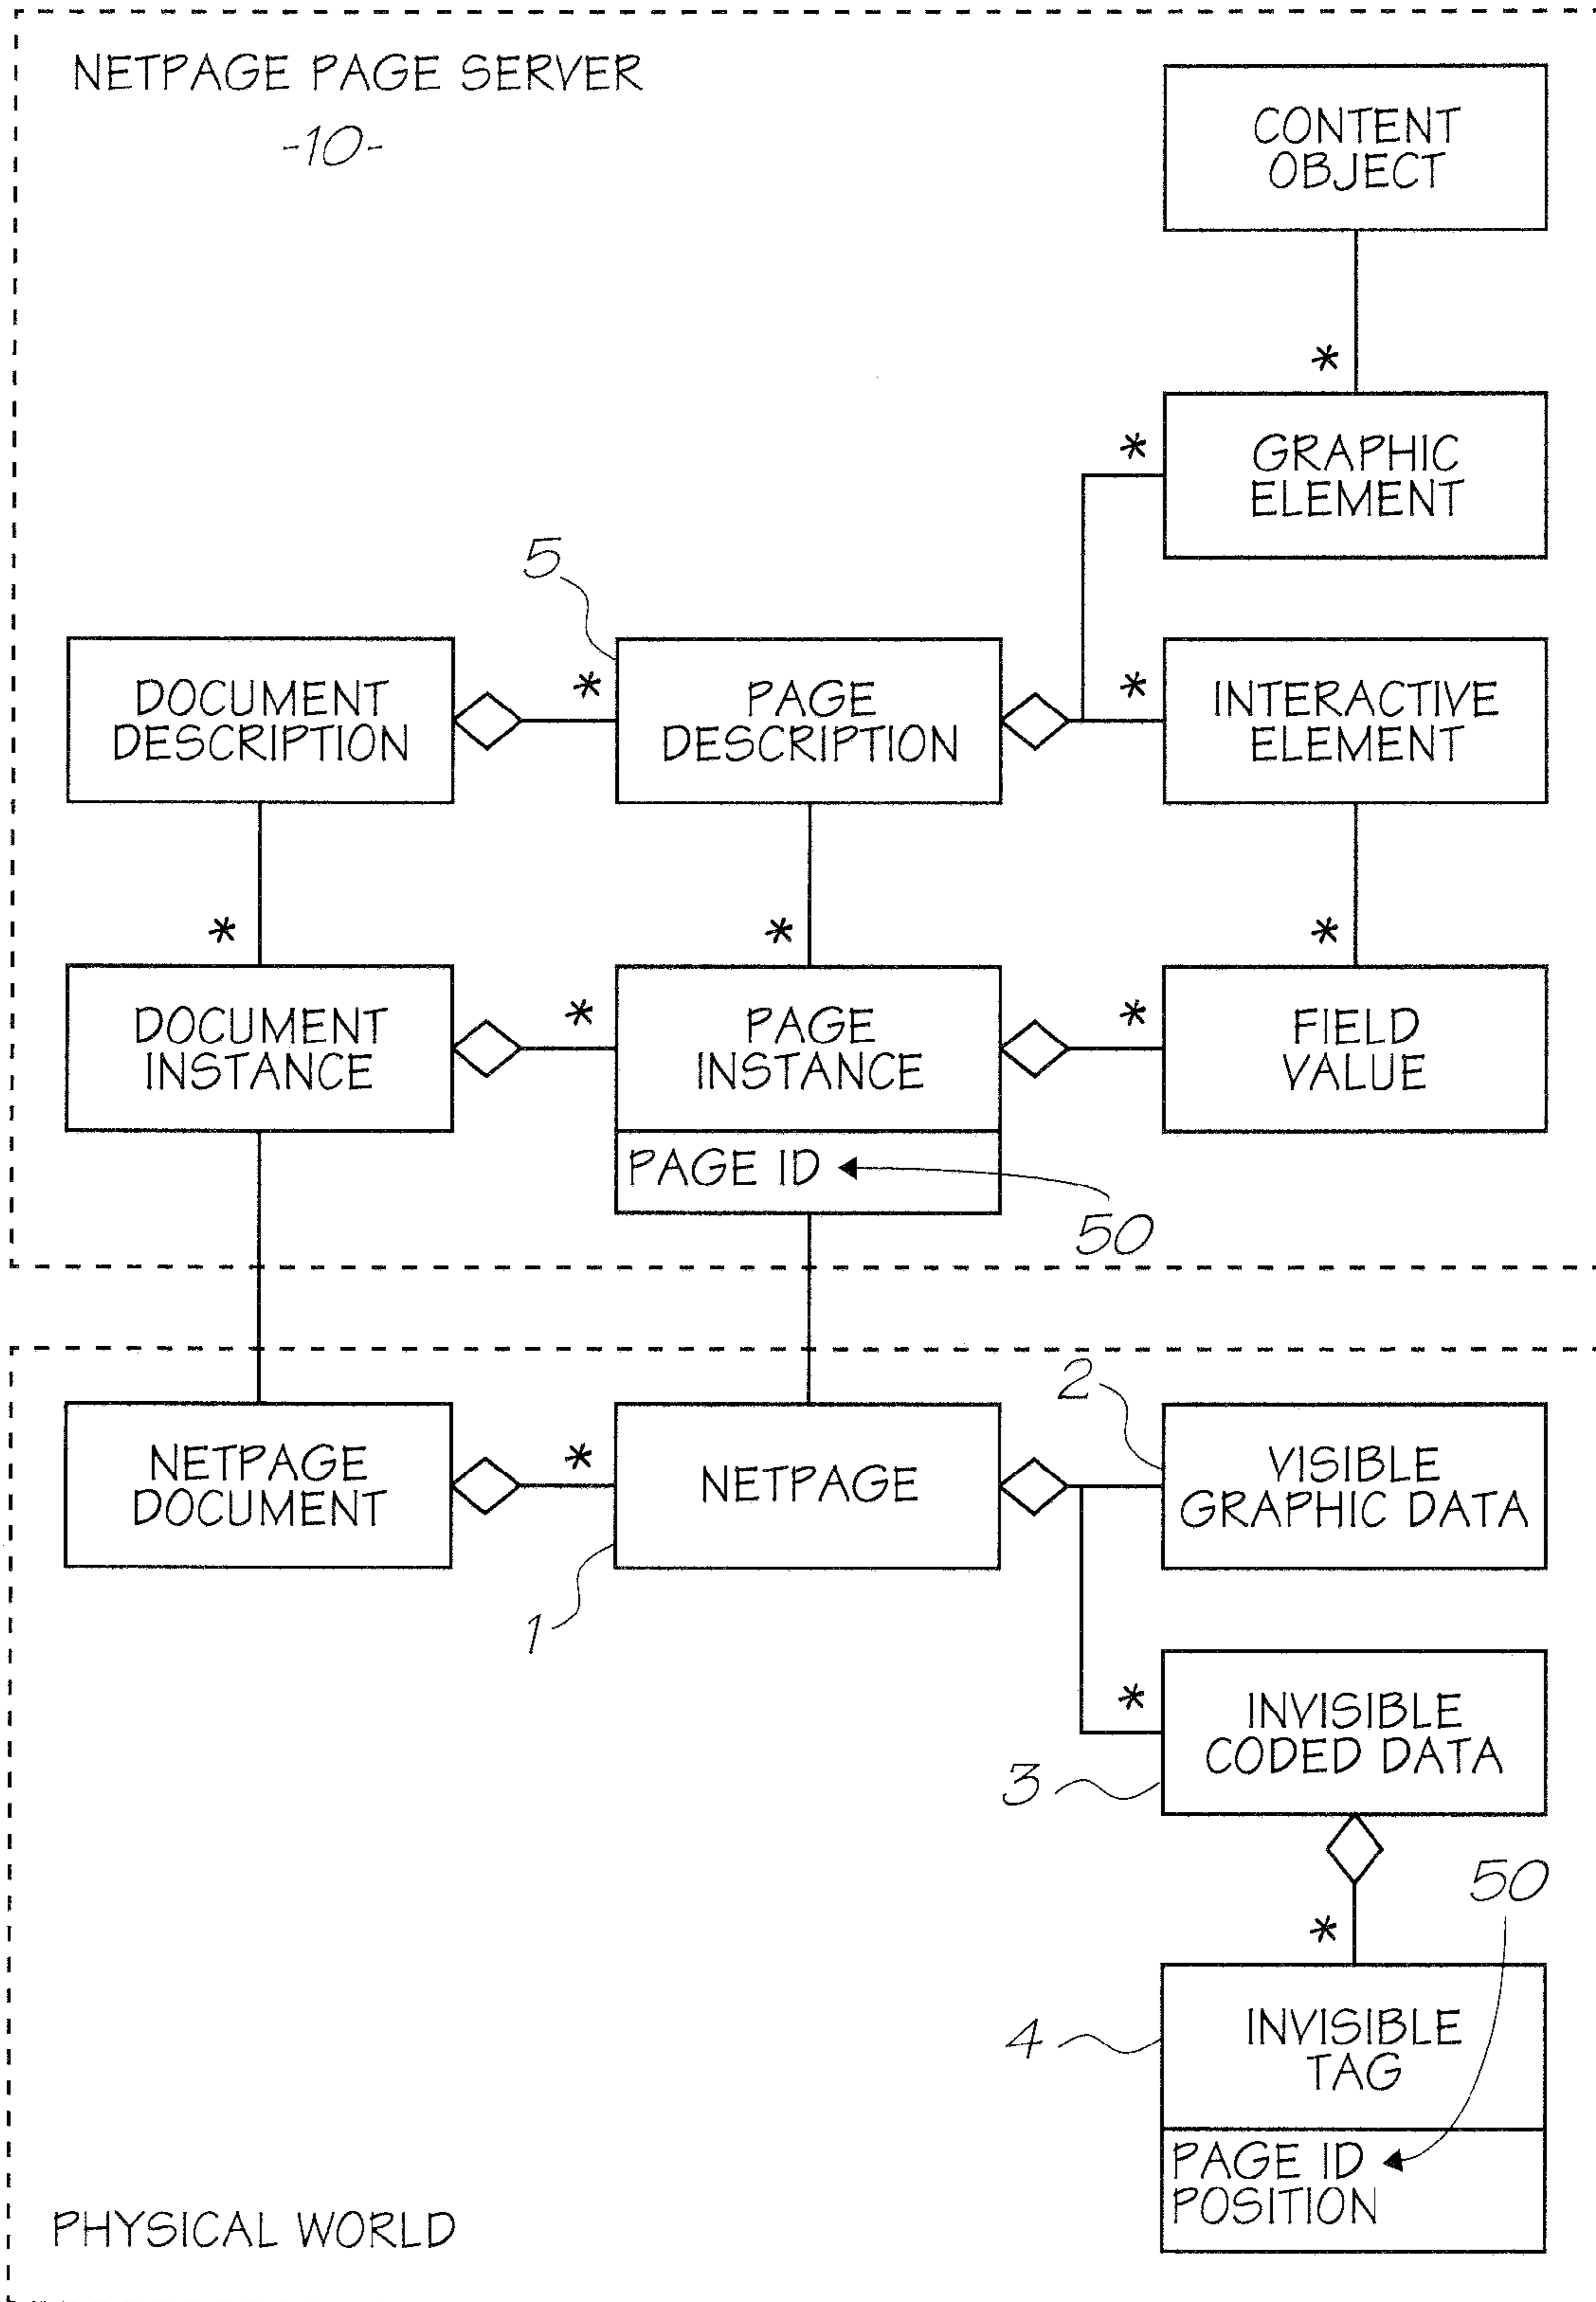 NETPAGE PAGE SERVER
-10-
CONTENT
OBJECT
*
*
GRAPHIC
ELEMENT
5
DOCUMENT
DESCRIPTION
*
PAGE
DESCRIPTION
*
INTERACTIVE
ELEMENT
*
*
*
DOCUMENT
INSTANCE
*
PAGE
INSTANCE
*
FIELD
VALUE
PAGE ID
50
2
NETPAGE
DOCUMENT
*
NETPAGE
VISIBLE
GRAPHIC DATA
1
*
INVISIBLE
CODED DATA
3
50
*
4
INVISIBLE
TAG
PAGE ID
POSITION
PHYSICAL WORLD